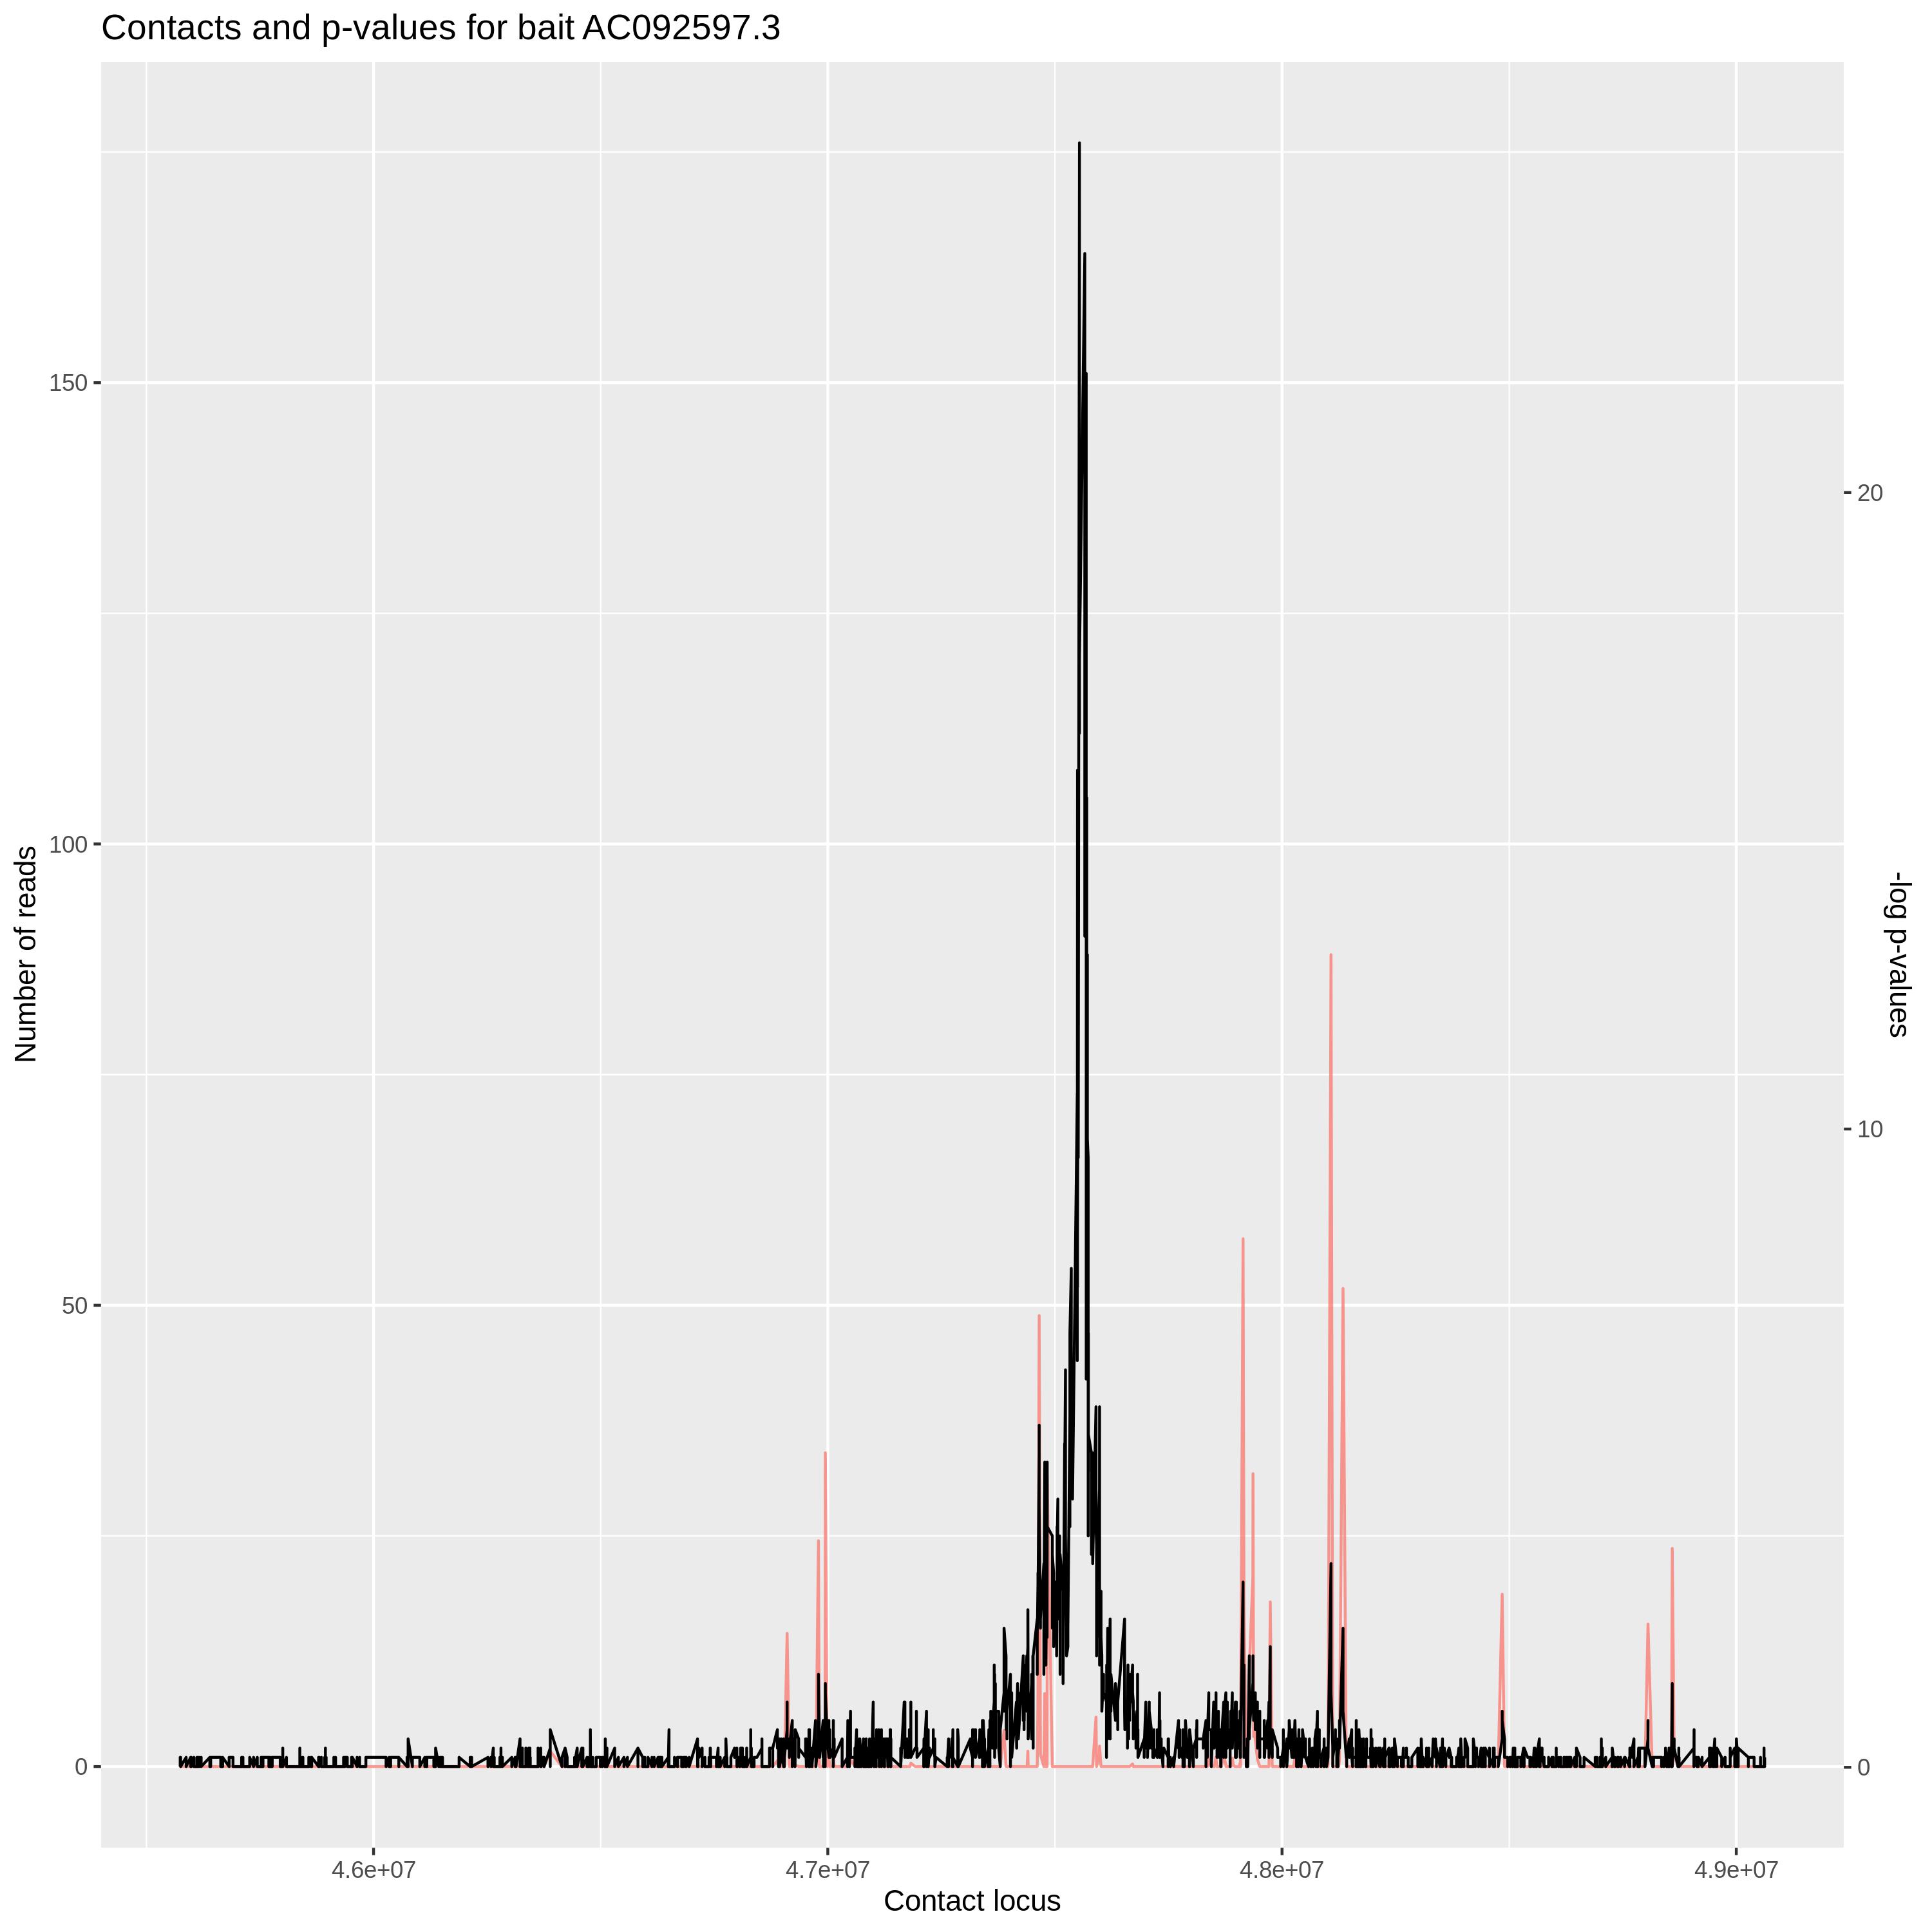 Contacts and p-values for bait AC092597.3
150
100
50
0
Number of reads
20
10
0
-log p-values
4.6e+07
4.7e+07
4.8e+07
4.9e+07
Contact locus